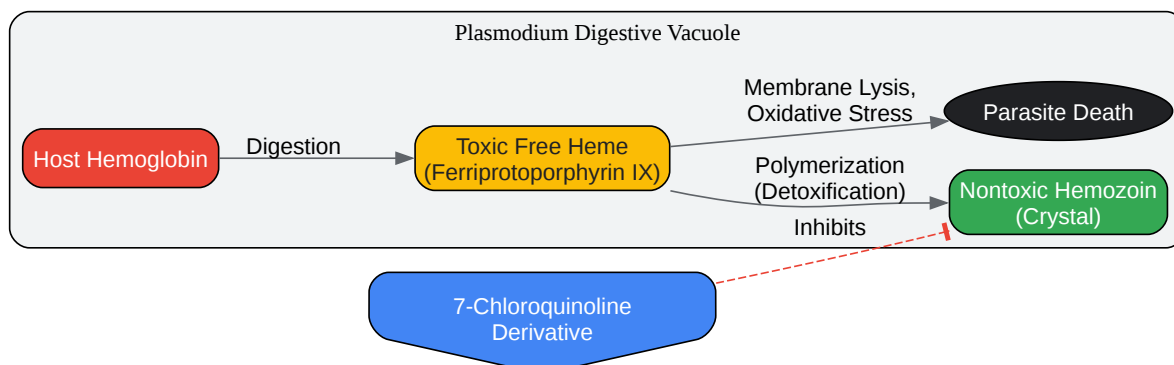 Plasmodium Digestive Vacuole
Host Hemoglobin
Digestion
Toxic Free Heme
(Ferriprotoporphyrin IX)
Membrane Lysis,
Oxidative Stress
Parasite Death
Polymerization
(Detoxification)
Nontoxic Hemozoin
(Crystal)
Inhibits
7-Chloroquinoline
Derivative